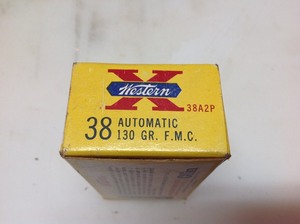 Western
X
38A2P
38 AUTOMATIC
130 GR. F.M.C.